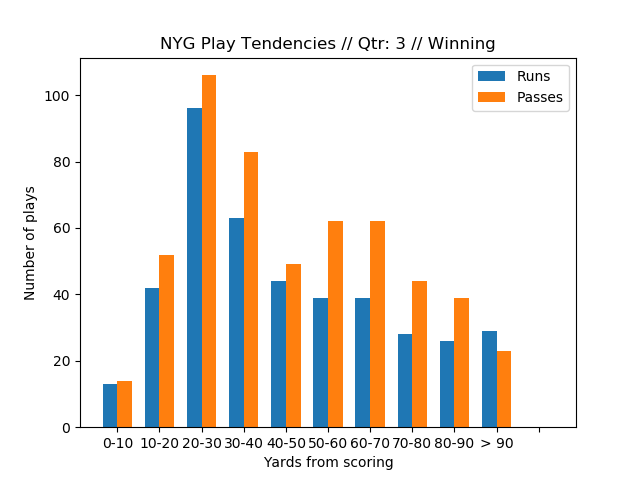 NYG Play Tendencies // Qtr: 3 // Winning
Runs
Passes
Number of plays
100
80
60
40
20
0
0-10 10-20 20-30 30-40 40-50 50-60 60-70 70-80 80-90 > 90
Yards from scoring